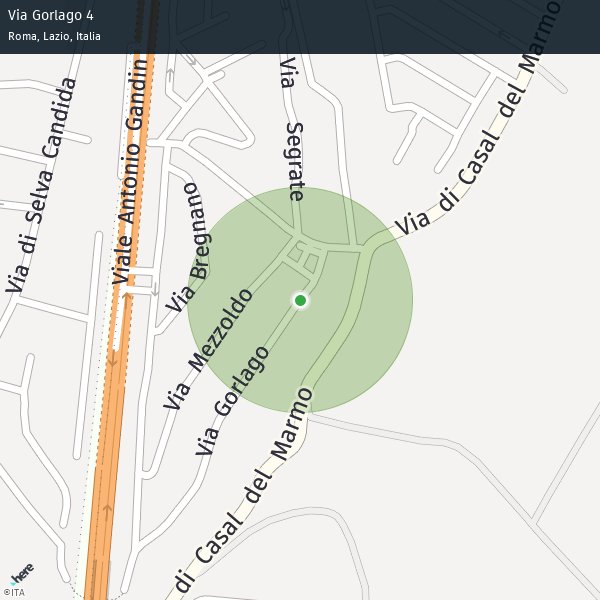 Via Gorlago 4
Roma, Lazio, Italia
Via di Selva Candida
Viale Antonio Gandin
Via Segrate
Via di Casal del Marmo
Via Bregnano
Via Mezzoldo
Via Gorlago
di Casal del Marmo
here
©ITA